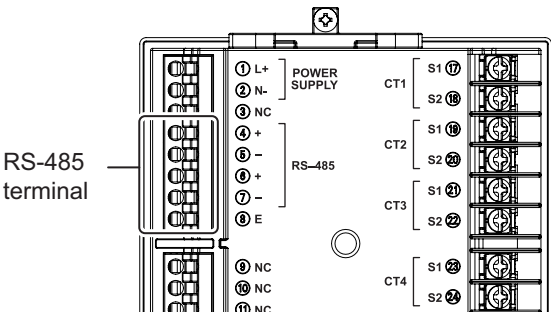 RS-485
terminal
① L+
② N-
③ NC
④ +
⑤ −
⑥ +
⑦ −
⑧ E
⑨ NC
⑩ NC
⑪ NC
POWER
SUPPLY
RS–485
CT1
S1 ⑰
S2 ⑱
CT2
S1 ⑲
S2 ⑳
CT3
S1 ㉑
S2 ㉒
CT4
S1 ㉓
S2 ㉔